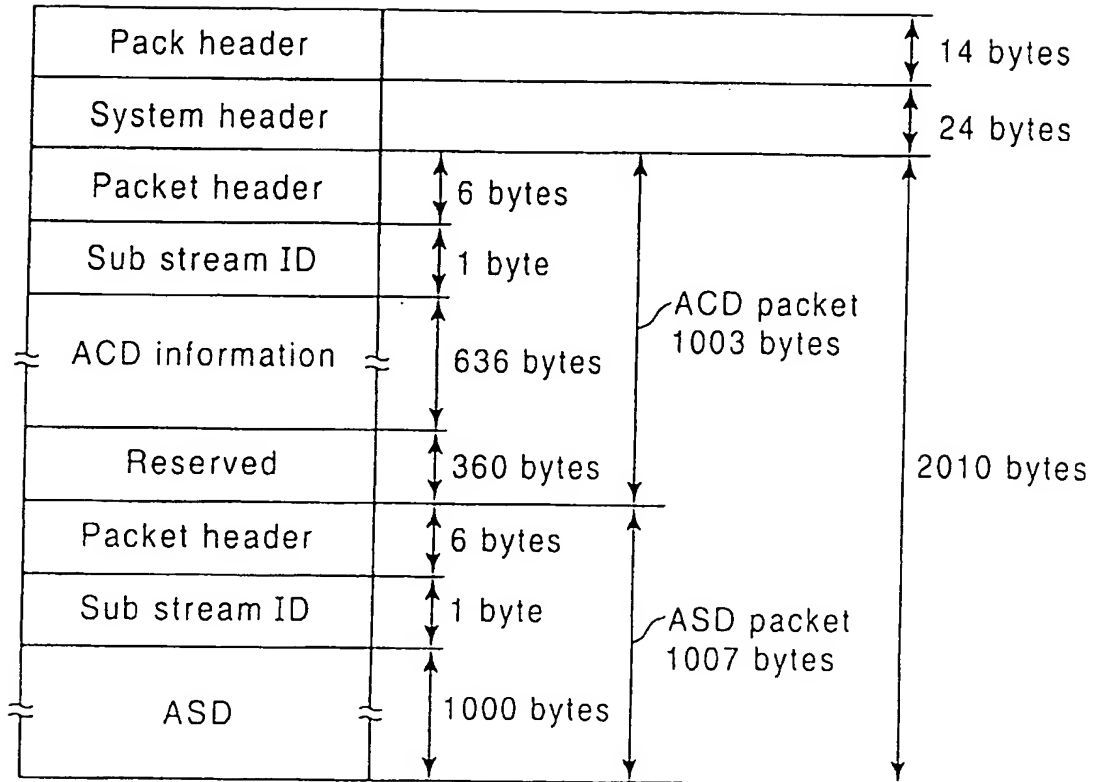 Pack header
14 bytes
System header
24 bytes
Packet header
6 bytes
Sub stream ID
1 byte
ACD packet
1003 bytes
ACD information
636 bytes
Reserved
360 bytes
2010 bytes
Packet header
6 bytes
Sub stream ID
1 byte
ASD packet
1007 bytes
ASD
1000 bytes